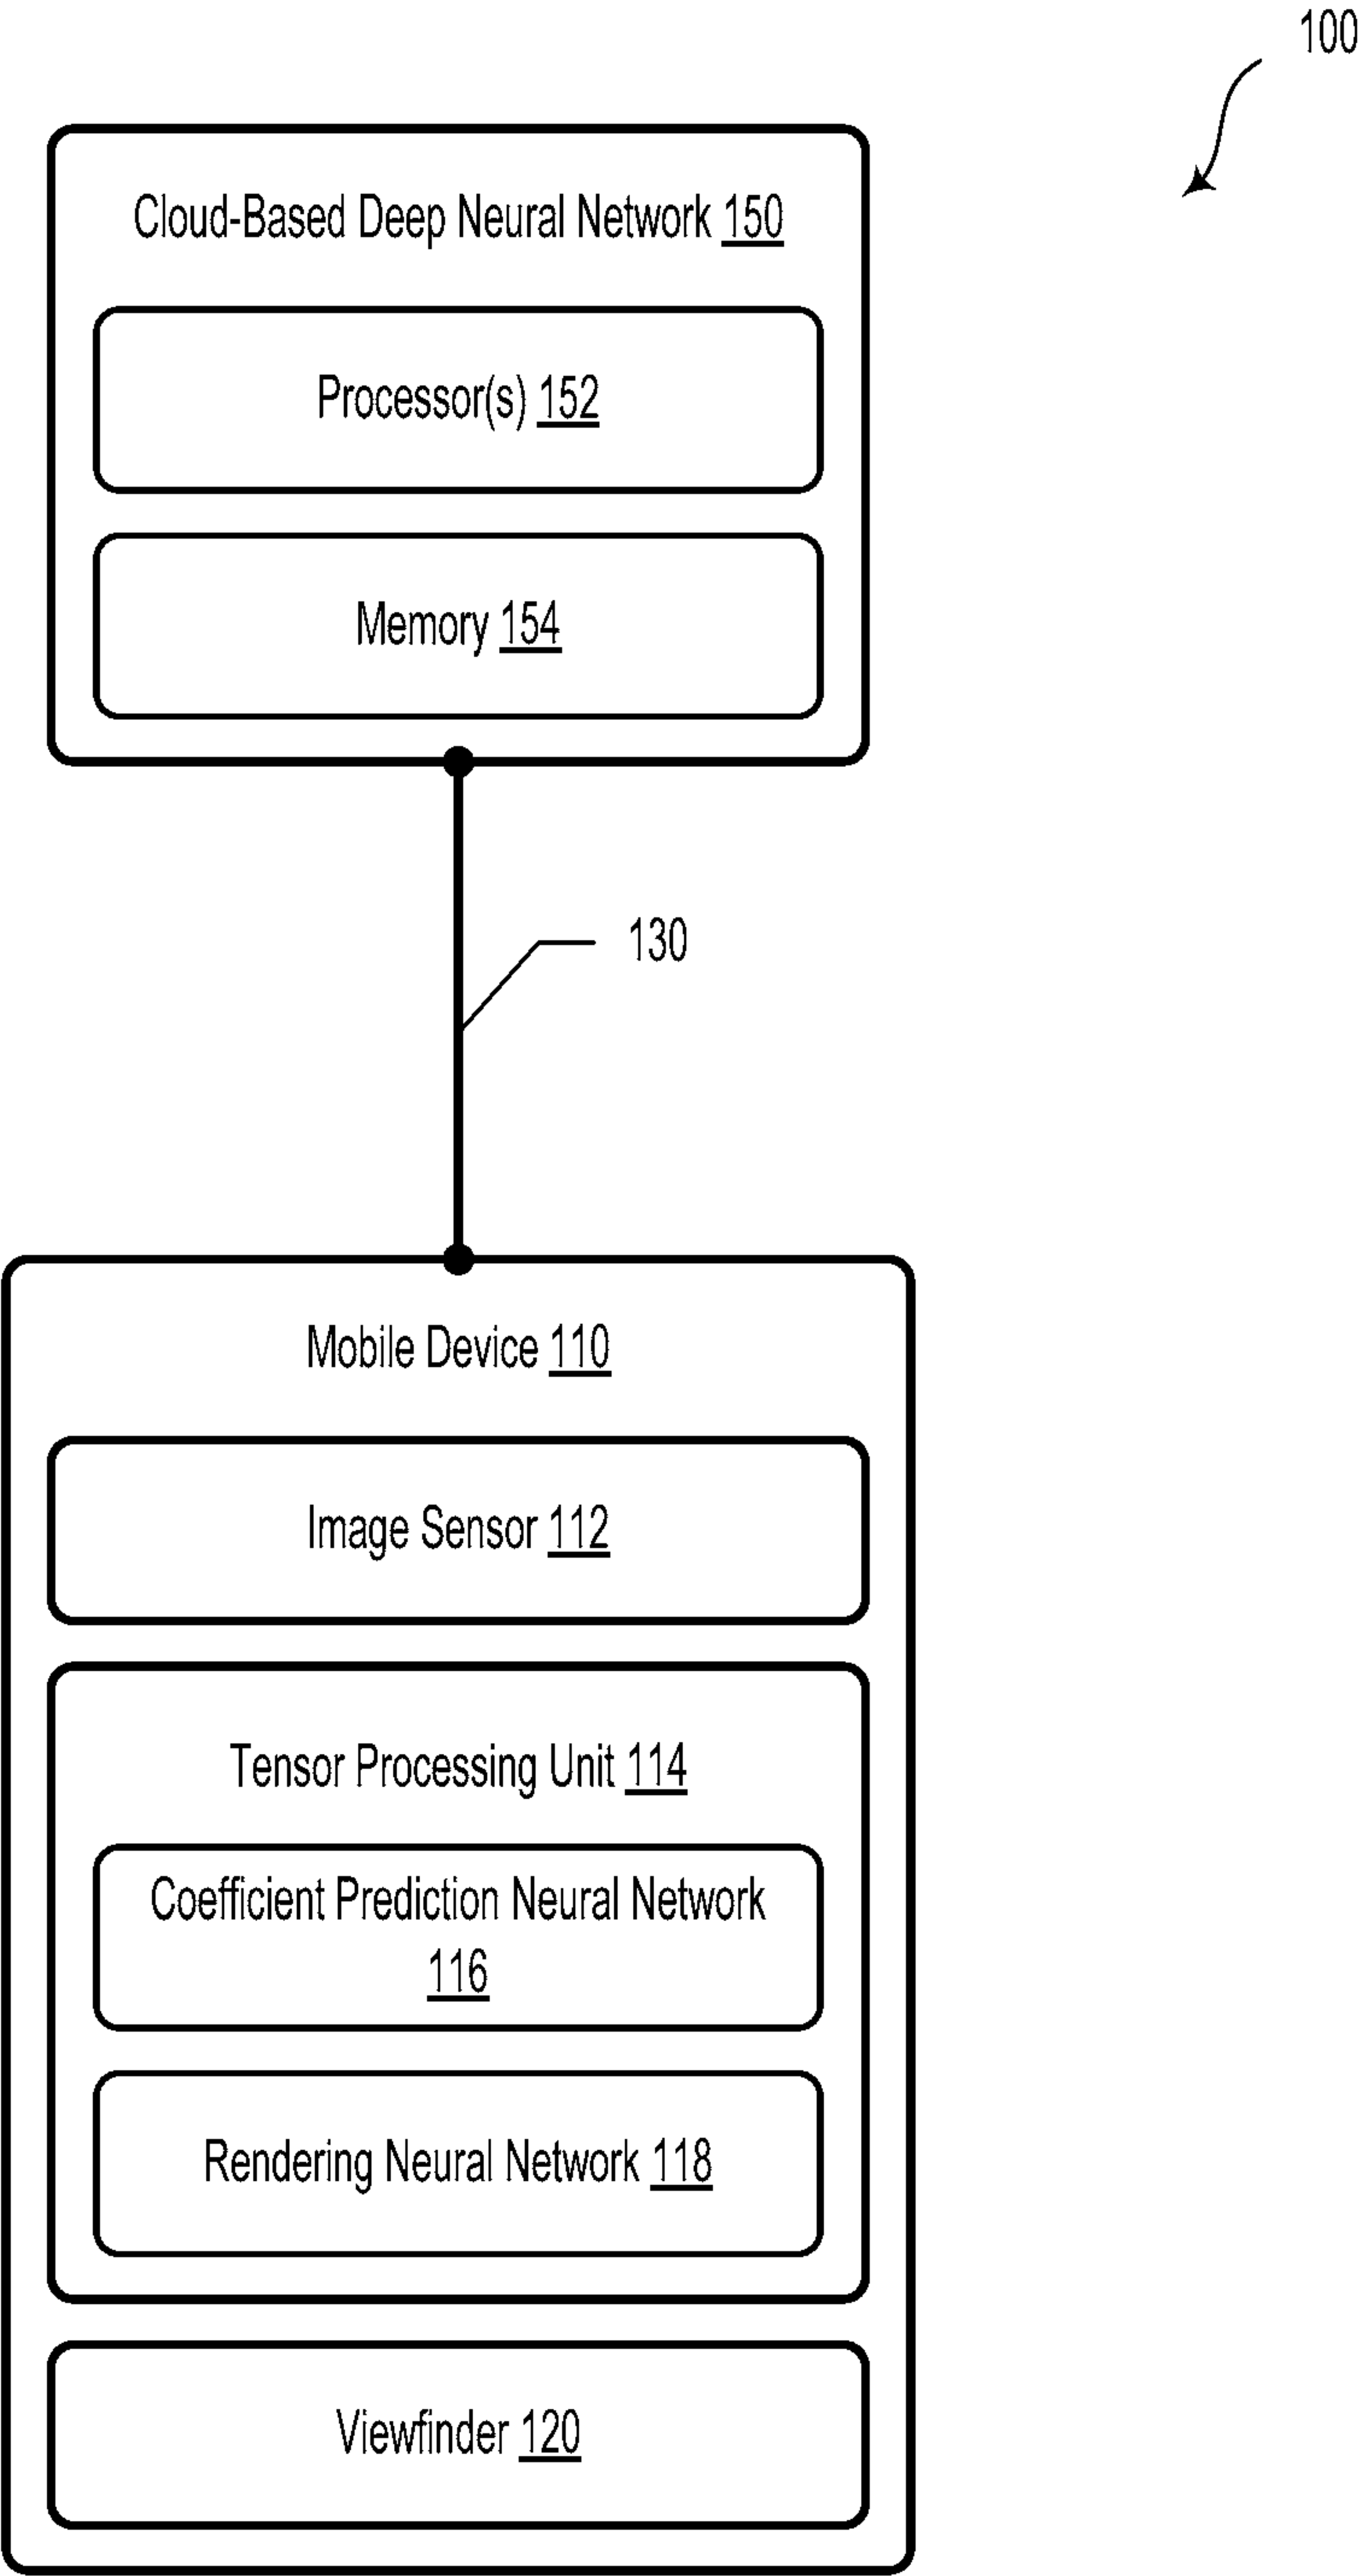 100
Cloud-Based Deep Neural Network 150
Processor(s) 152
Memory 154
130
Mobile Device 110
Image Sensor 112
Tensor Processing Unit 114
Coefficient Prediction Neural Network
116
Rendering Neural Network 118
Viewfinder 120